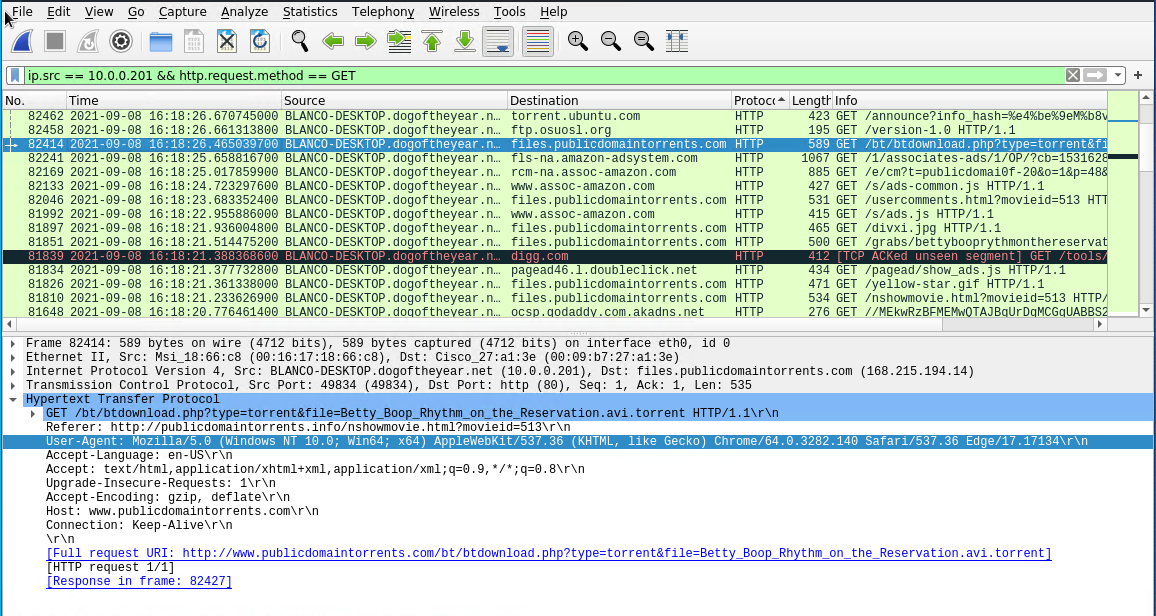 File Edit View Go Capture Analyze Statistics Telephony Wireless Tools Help
ip.src == 10.0.0.201 && http.request.method == GET
No. Time Source Destination Protoc Length Info
82462 2021-09-08 16:18:26.670745000 BLANCO-DESKTOP.dogoftheyear.n… torrent.ubuntu.com HTTP 423 GET /announce?info_hash=%e4%be%9eM%b8v
82458 2021-09-08 16:18:26.661313800 BLANCO-DESKTOP.dogoftheyear.n… ftp.osuosl.org HTTP 195 GET /version-1.0 HTTP/1.1
82414 2021-09-08 16:18:26.465039700 BLANCO-DESKTOP.dogoftheyear.n… files.publicdomaintorrents.com HTTP 589 GET /bt/btdownload.php?type=torrent&fi
82241 2021-09-08 16:18:25.658816700 BLANCO-DESKTOP.dogoftheyear.n… fls-na.amazon-adsystem.com HTTP 1067 GET /1/associates-ads/1/OP/?cb=1531628
82169 2021-09-08 16:18:25.017859900 BLANCO-DESKTOP.dogoftheyear.n… rcm-na.assoc-amazon.com HTTP 885 GET /e/cm?t=publicdomai0f-20&o=1&p=48&
82133 2021-09-08 16:18:24.723297600 BLANCO-DESKTOP.dogoftheyear.n… www.assoc-amazon.com HTTP 427 GET /s/ads-common.js HTTP/1.1
82046 2021-09-08 16:18:23.683352400 BLANCO-DESKTOP.dogoftheyear.n… files.publicdomaintorrents.com HTTP 531 GET /usercomments.html?movieid=513 HTT
81992 2021-09-08 16:18:22.955886000 BLANCO-DESKTOP.dogoftheyear.n… www.assoc-amazon.com HTTP 415 GET /s/ads.js HTTP/1.1
81897 2021-09-08 16:18:21.936004800 BLANCO-DESKTOP.dogoftheyear.n… files.publicdomaintorrents.com HTTP 465 GET /divxi.jpg HTTP/1.1
81851 2021-09-08 16:18:21.514475200 BLANCO-DESKTOP.dogoftheyear.n… files.publicdomaintorrents.com HTTP 500 GET /grabs/bettybooprythmonthereservat
81839 2021-09-08 16:18:21.388368600 BLANCO-DESKTOP.dogoftheyear.n… digg.com HTTP 412 [TCP ACKed unseen segment] GET /tools/
81834 2021-09-08 16:18:21.377732800 BLANCO-DESKTOP.dogoftheyear.n… pagead46.l.doubleclick.net HTTP 434 GET /pagead/show_ads.js HTTP/1.1
81826 2021-09-08 16:18:21.361338000 BLANCO-DESKTOP.dogoftheyear.n… files.publicdomaintorrents.com HTTP 471 GET /yellow-star.gif HTTP/1.1
81810 2021-09-08 16:18:21.233626900 BLANCO-DESKTOP.dogoftheyear.n… files.publicdomaintorrents.com HTTP 534 GET /nshowmovie.html?movieid=513 HTTP/
81648 2021-09-08 16:18:20.776461400 BLANCO-DESKTOP.dogoftheyear.n… ocsp.godaddy.com.akadns.net HTTP 276 GET //MEkwRzBFMEMwQTAJBgUrDgMCGgUABBS2
Frame 82414: 589 bytes on wire (4712 bits), 589 bytes captured (4712 bits) on interface eth0, id 0
Ethernet II, Src: Msi_18:66:c8 (00:16:17:18:66:c8), Dst: Cisco_27:a1:3e (00:09:b7:27:a1:3e)
Internet Protocol Version 4, Src: BLANCO-DESKTOP.dogoftheyear.net (10.0.0.201), Dst: files.publicdomaintorrents.com (168.215.194.14)
Transmission Control Protocol, Src Port: 49834 (49834), Dst Port: http (80), Seq: 1, Ack: 1, Len: 535
Hypertext Transfer Protocol
GET /bt/btdownload.php?type=torrent&file=Betty_Boop_Rhythm_on_the_Reservation.avi.torrent HTTP/1.1\r\n
Referer: http://publicdomaintorrents.info/nshowmovie.html?movieid=513\r\n
User-Agent: Mozilla/5.0 (Windows NT 10.0; Win64; x64) AppleWebKit/537.36 (KHTML, like Gecko) Chrome/64.0.3282.140 Safari/537.36 Edge/17.17134\r\n
Accept-Language: en-US\r\n
Accept: text/html,application/xhtml+xml,application/xml;q=0.9,*/*;q=0.8\r\n
Upgrade-Insecure-Requests: 1\r\n
Accept-Encoding: gzip, deflate\r\n
Host: www.publicdomaintorrents.com\r\n
Connection: Keep-Alive\r\n
\r\n
[Full request URI: http://www.publicdomaintorrents.com/bt/btdownload.php?type=torrent&file=Betty_Boop_Rhythm_on_the_Reservation.avi.torrent]
[HTTP request 1/1]
[Response in frame: 82427]